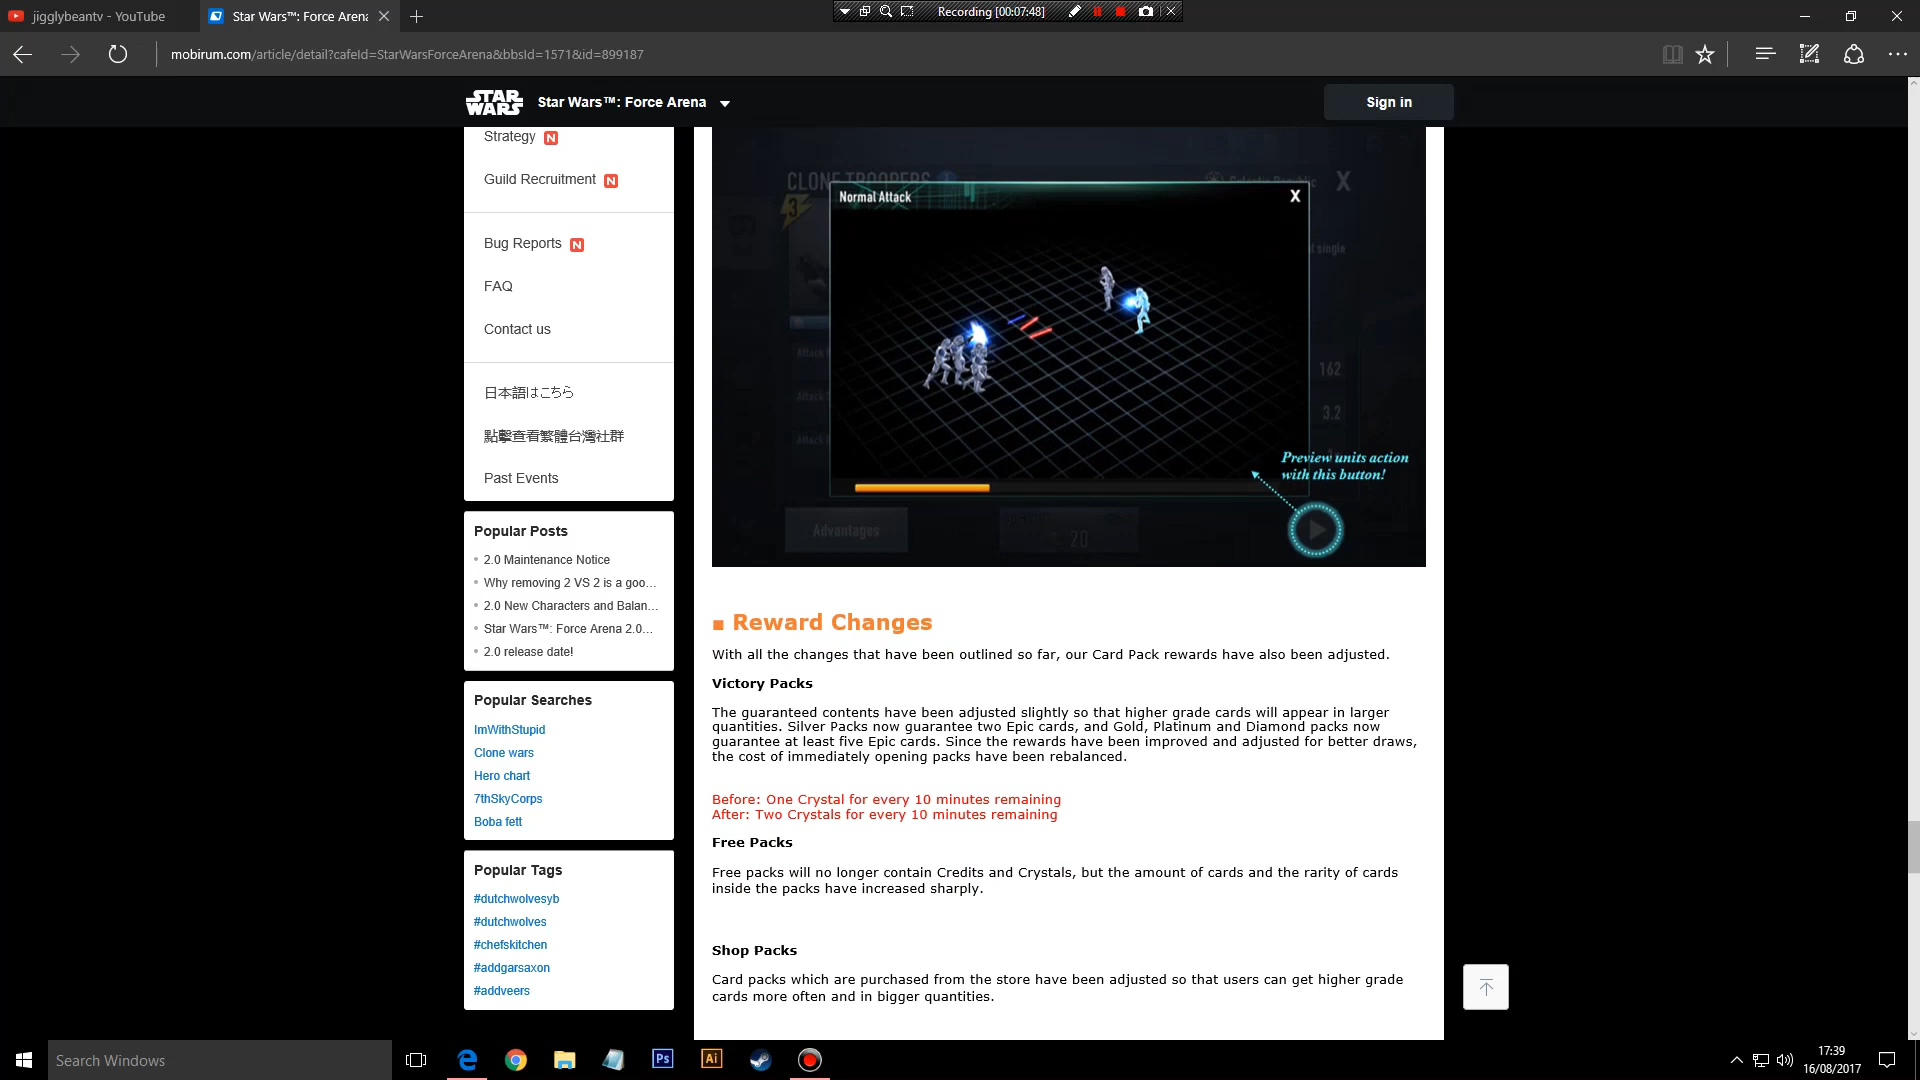 jigglybeantv - YouTube
Star Wars™: Force Arena
Recording [00:07:48]
mobirum.com/article/detail?cafeId=StarWarsForceArena&bbsId=1571&id=899187
STAR WARS
Star Wars™: Force Arena
Sign in
Strategy N
Guild Recruitment N
Bug Reports N
FAQ
Contact us
日本語はこちら
點擊查看繁體台灣社群
Past Events
Popular Posts
2.0 Maintenance Notice
Why removing 2 VS 2 is a goo...
2.0 New Characters and Balan...
Star Wars™: Force Arena 2.0...
2.0 release date!
Popular Searches
ImWithStupid
Clone wars
Hero chart
7thSkyCorps
Boba fett
Popular Tags
#dutchwolvesyb
#dutchwolves
#chefskitchen
#addgarsaxon
#addveers
CLONE TROOPERS
X
3
Normal Attack
X
single
162
3.2
Preview units action
with this button!
Advantages
20
Reward Changes
With all the changes that have been outlined so far, our Card Pack rewards have also been adjusted.
Victory Packs
The guaranteed contents have been adjusted slightly so that higher grade cards will appear in larger
quantities. Silver Packs now guarantee two Epic cards, and Gold, Platinum and Diamond packs now
guarantee at least five Epic cards. Since the rewards have been improved and adjusted for better draws,
the cost of immediately opening packs have been rebalanced.
Before: One Crystal for every 10 minutes remaining
After: Two Crystals for every 10 minutes remaining
Free Packs
Free packs will no longer contain Credits and Crystals, but the amount of cards and the rarity of cards
inside the packs have increased sharply.
Shop Packs
Card packs which are purchased from the store have been adjusted so that users can get higher grade
cards more often and in bigger quantities.
Search Windows
Ps
Ai
17:39
16/08/2017